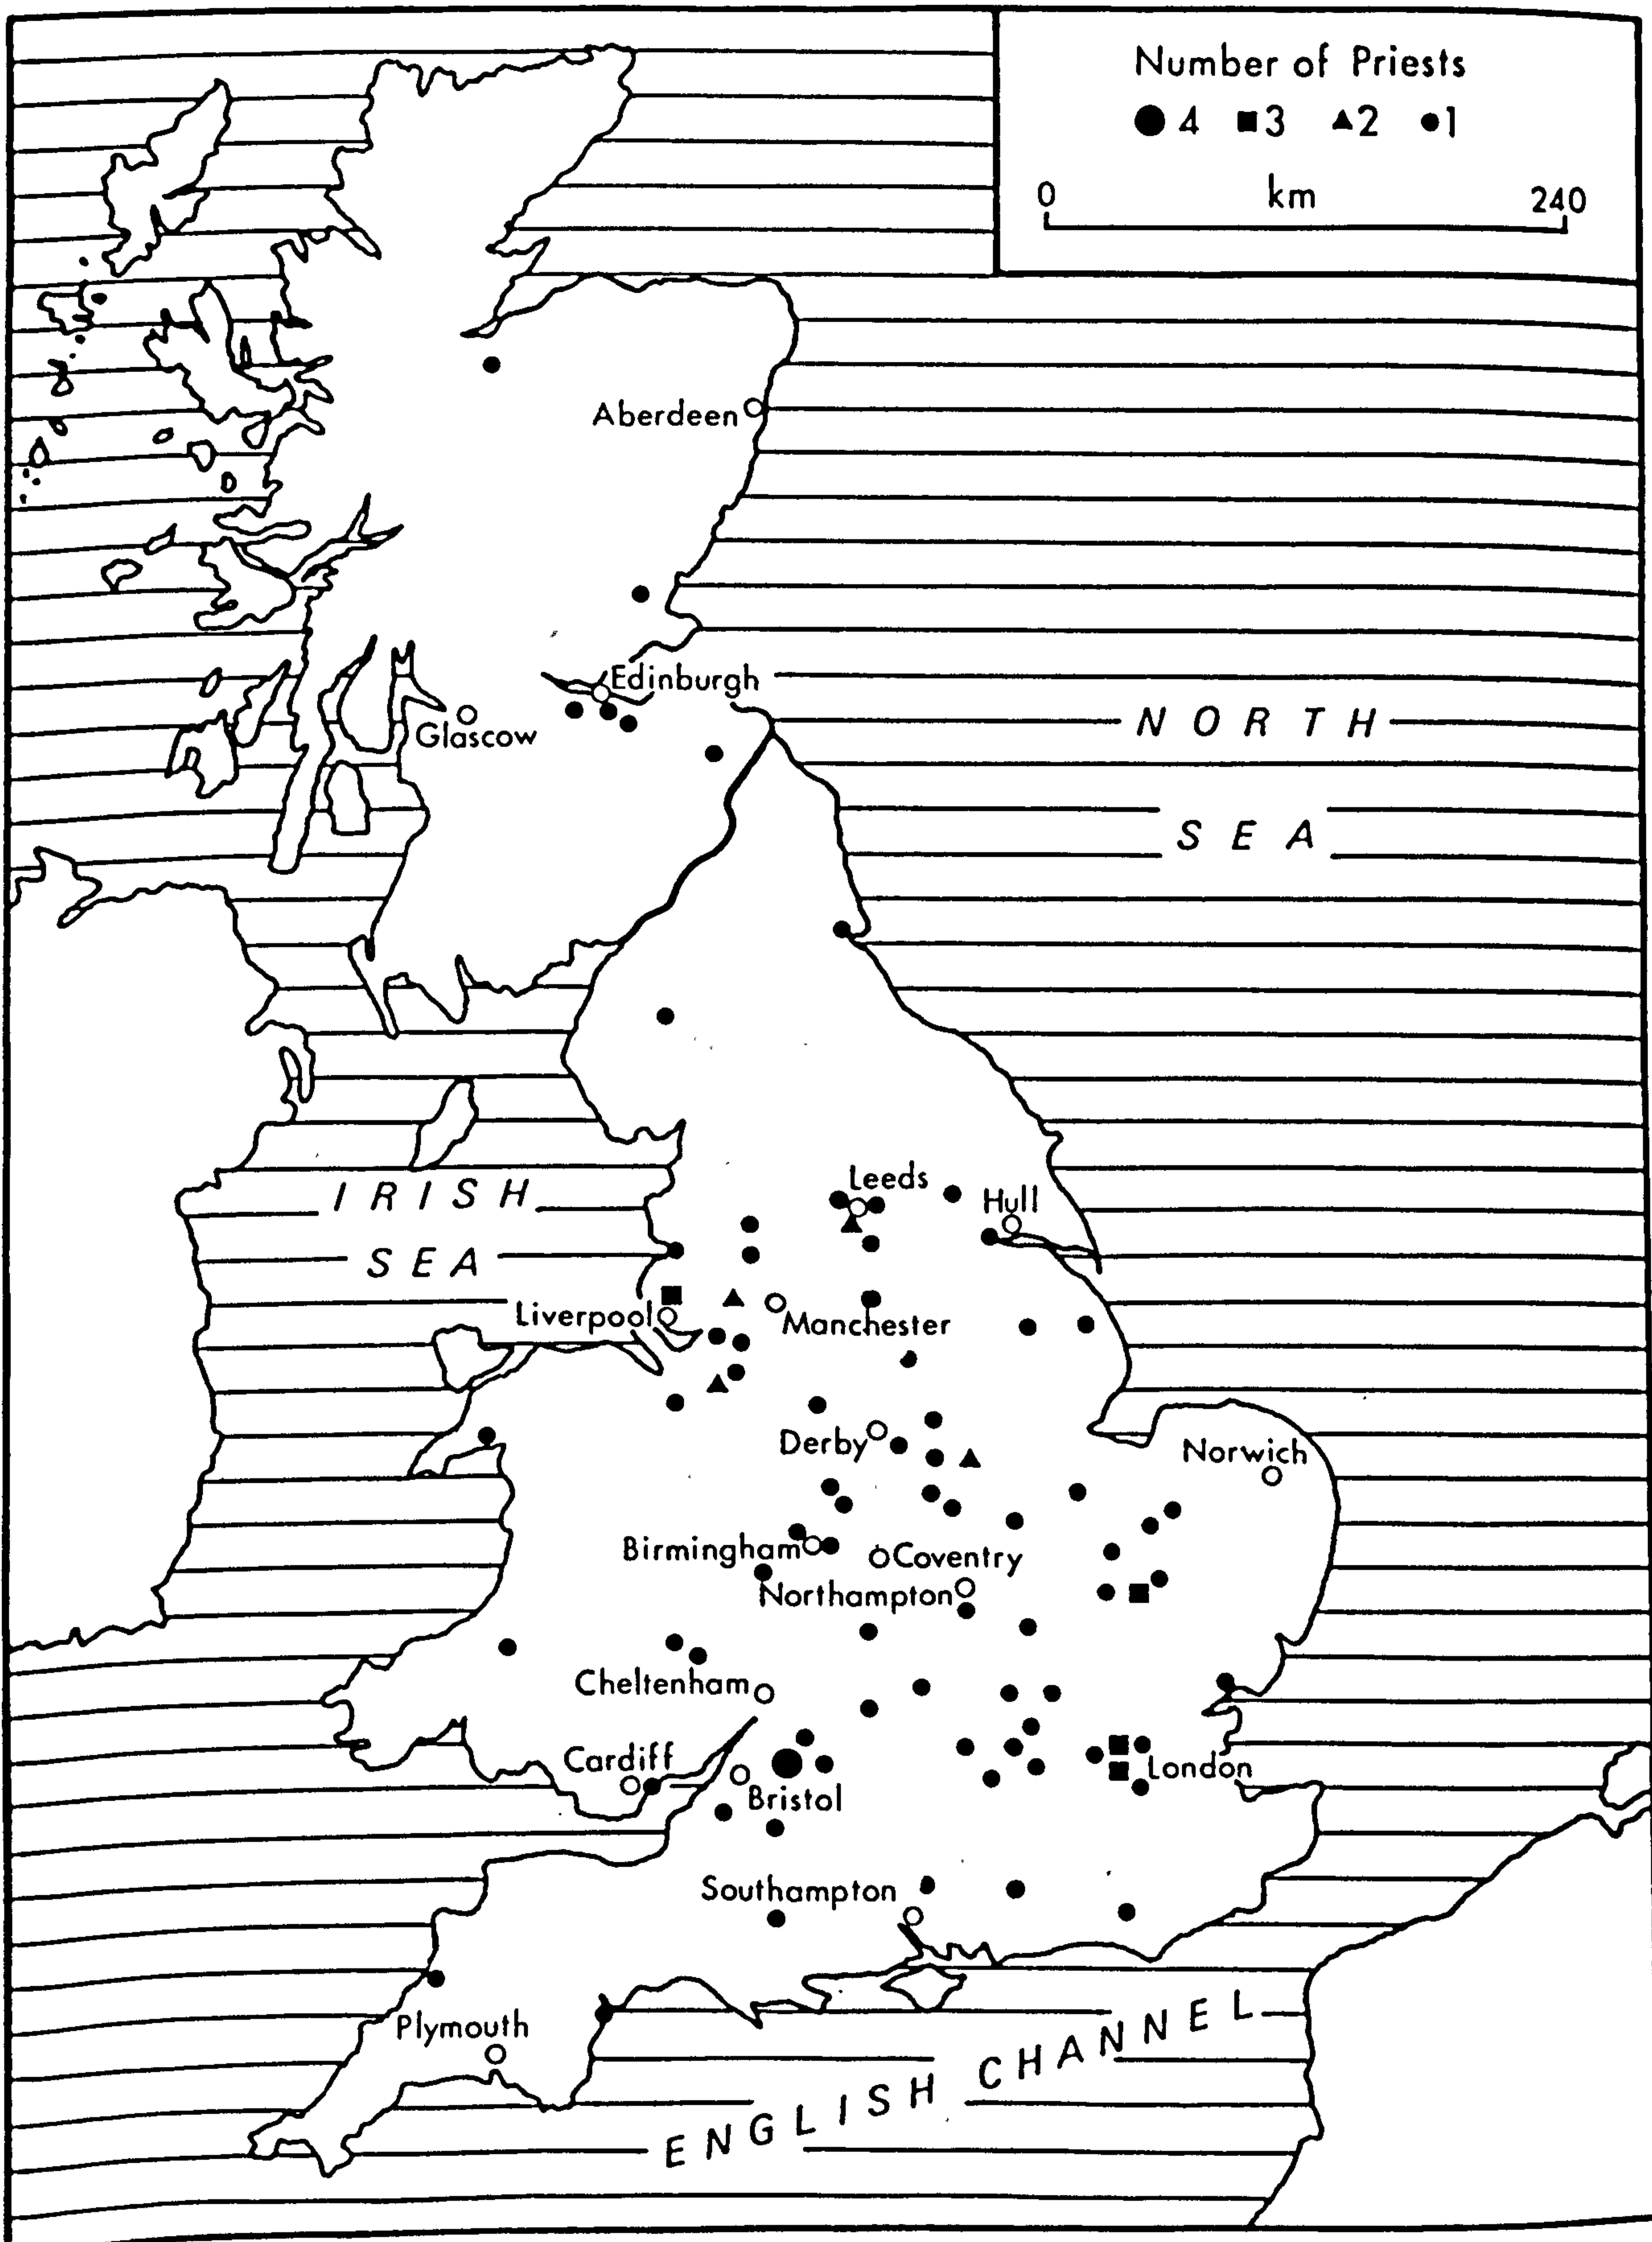 Number of Priests
4 3 2 1
0 km 240
Aberdeen
Edinburgh
Glascow
NORTH
SEA
Leeds
Hull
IRISH
SEA
Liverpool
Manchester
Derby
Norwich
Birmingham
Coventry
Northampton
Cheltenham
Cardiff
London
Bristol
Southampton
Plymouth
ENGLISH CHANNEL